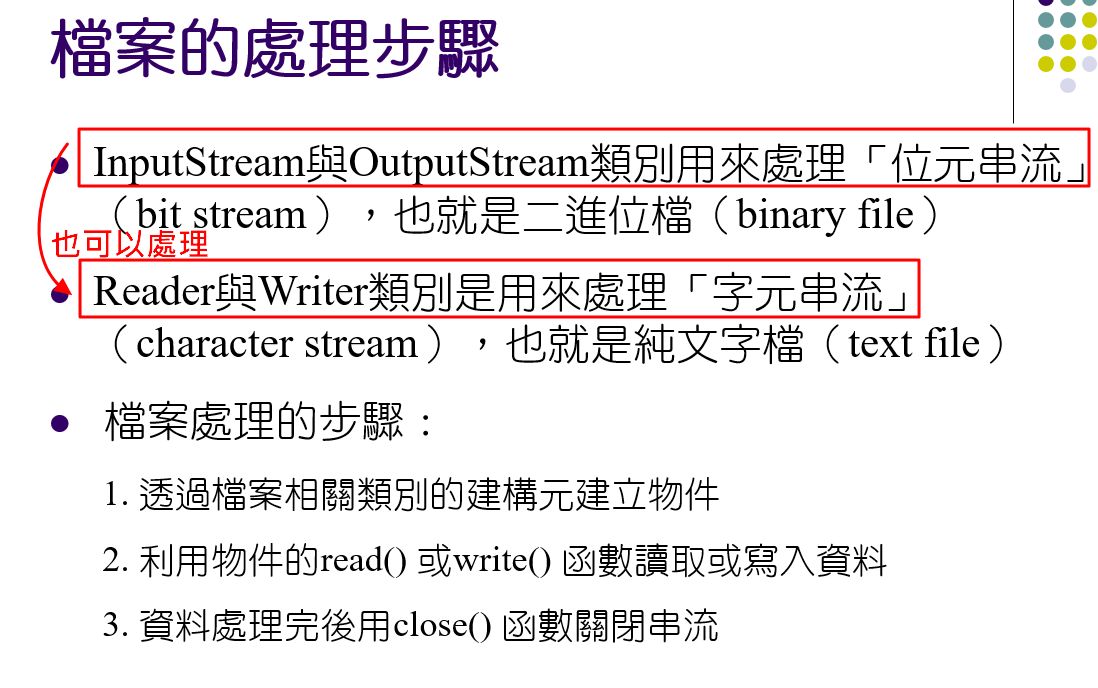 檔案的處理步驟
InputStream與OutputStream類別用來處理「位元串流」
（bit stream），也就是二進位檔（binary file）
也可以處理
Reader與Writer類別是用來處理「字元串流」
（character stream），也就是純文字檔（text file）
檔案處理的步驟：
1. 透過檔案相關類別的建構元建立物件
2. 利用物件的read() 或write() 函數讀取或寫入資料
3. 資料處理完後用close() 函數關閉串流